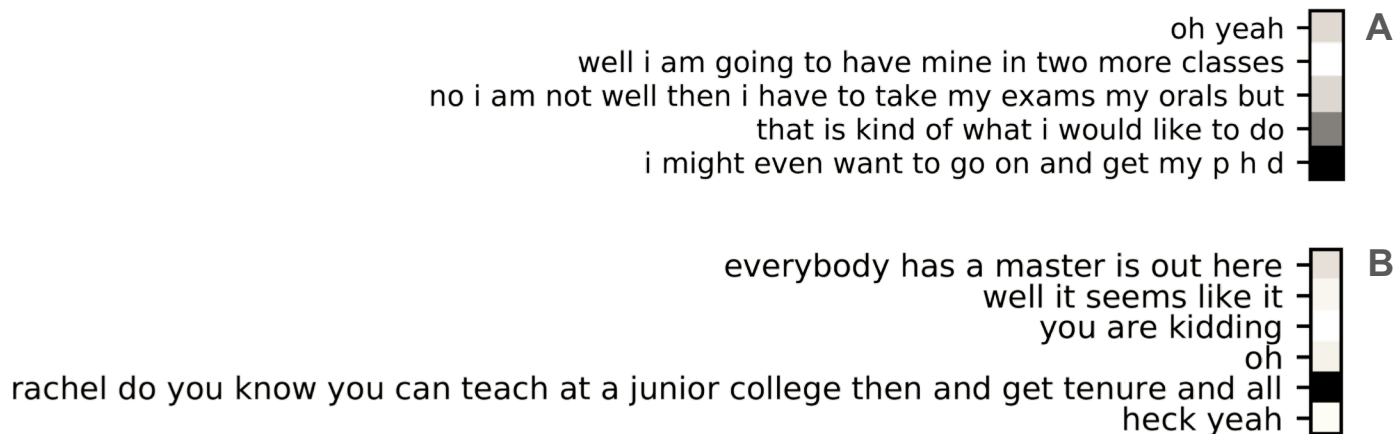 oh yeah A
well i am going to have mine in two more classes
no i am not well then i have to take my exams my orals but
that is kind of what i would like to do
i might even want to go on and get my p h d
everybody has a master is out here B
well it seems like it
you are kidding
oh
rachel do you know you can teach at a junior college then and get tenure and all
heck yeah